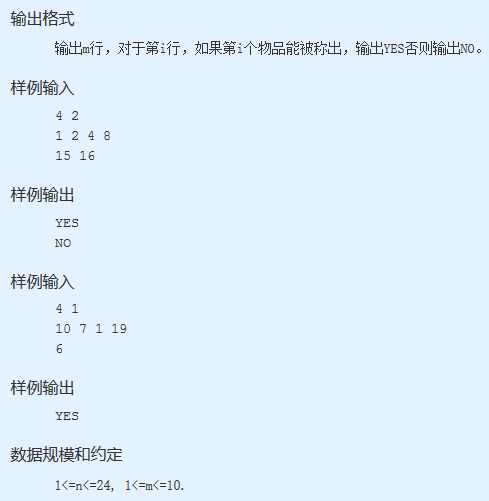 输出格式
输出m行，对于第i行，如果第i个物品能被称出，输出YES否则输出NO。
样例输入
4 2
1 2 4 8
15 16
样例输出
YES
NO
样例输入
4 1
10 7 1 19
6
样例输出
YES
数据规模和约定
1<=n<=24, 1<=m<=10.